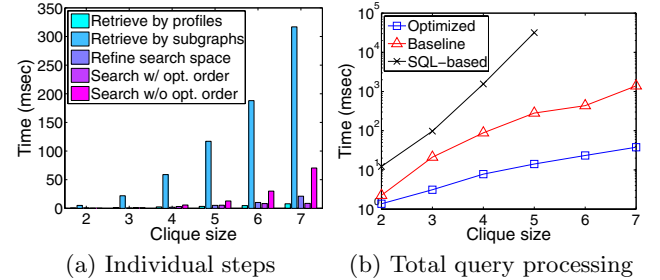 350
300
250
200
150
100
50
0
Time (msec)
Retrieve by profiles
Retrieve by subgraphs
Refine search space
Search w/ opt. order
Search w/o opt. order
2 3 4 5 6 7
Clique size
(a) Individual steps
10^5
10^4
10^3
10^2
10^1
10^0
Time (msec)
Optimized
Baseline
SQL-based
2 3 4 5 6 7
Clique size
(b) Total query processing